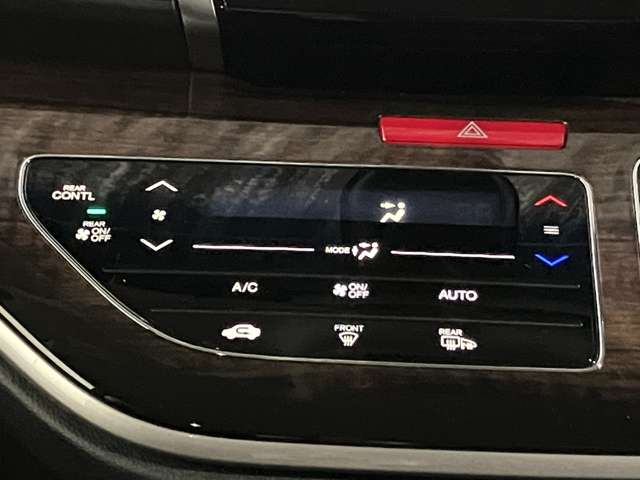 REAR
CONTL
REAR
ON/
OFF
MODE
A/C
ON/
OFF
AUTO
FRONT
REAR